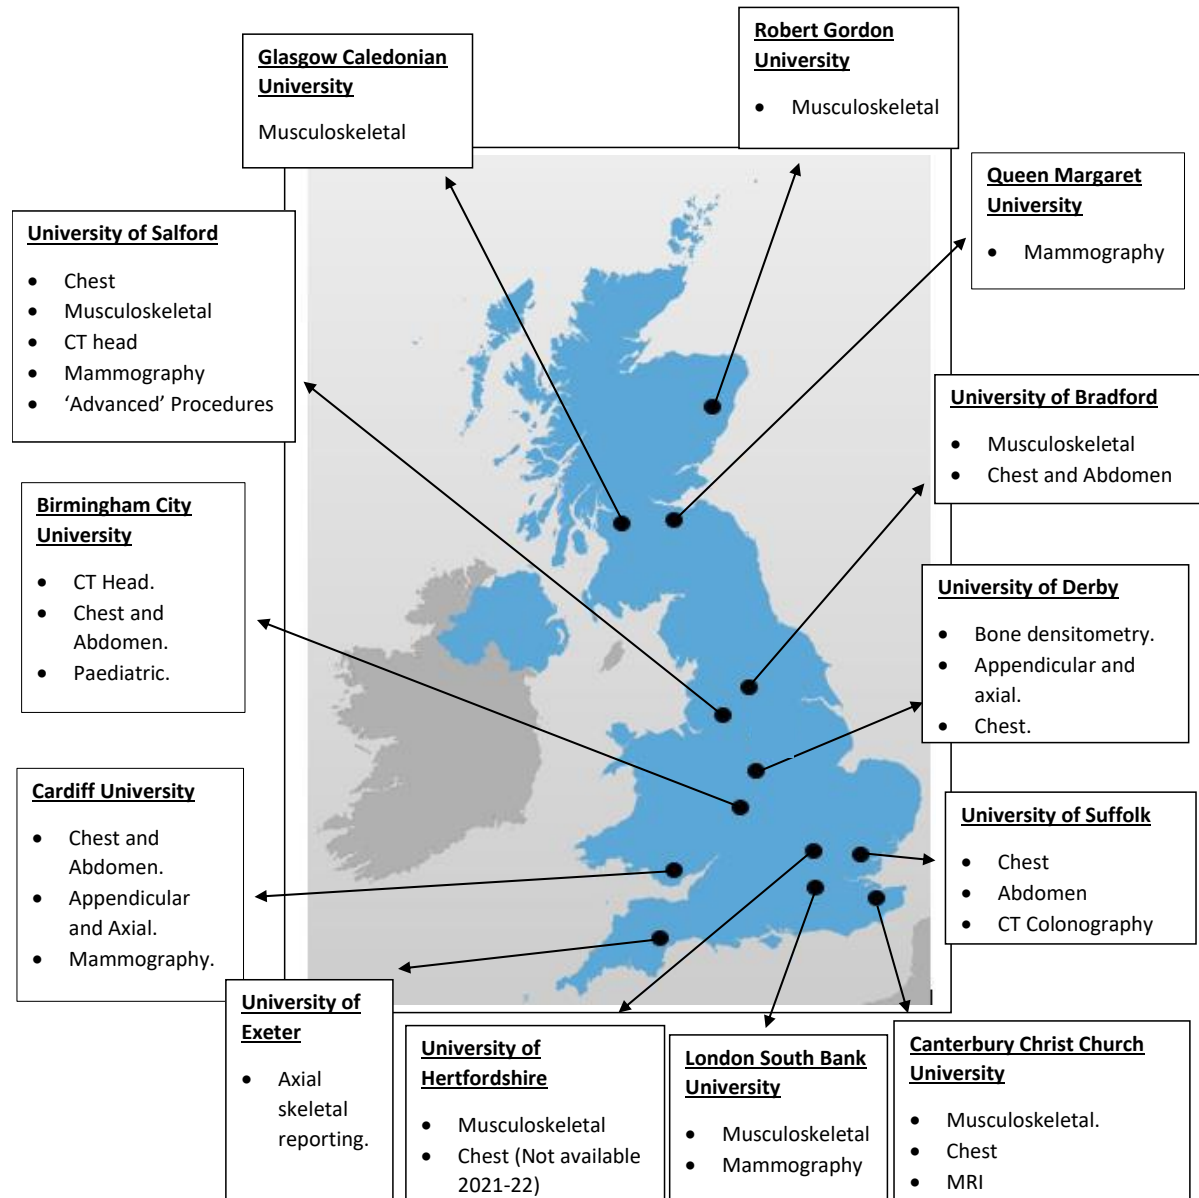 Glasgow Caledonian
University
Musculoskeletal
Robert Gordon
University
• Musculoskeletal
Queen Margaret
University
• Mammography
University of Salford
• Chest
• Musculoskeletal
• CT head
• Mammography
• ‘Advanced’ Procedures
University of Bradford
• Musculoskeletal
• Chest and Abdomen
Birmingham City
University
• CT Head.
• Chest and
Abdomen.
• Paediatric.
University of Derby
• Bone densitometry.
• Appendicular and
axial.
• Chest.
Cardiff University
• Chest and
Abdomen.
• Appendicular
and Axial.
• Mammography.
University of Suffolk
• Chest
• Abdomen
• CT Colonography
University of
Exeter
• Axial
skeletal
reporting.
University of
Hertfordshire
• Musculoskeletal
• Chest (Not available
2021-22)
London South Bank
University
• Musculoskeletal
• Mammography
Canterbury Christ Church
University
• Musculoskeletal.
• Chest
• MRI